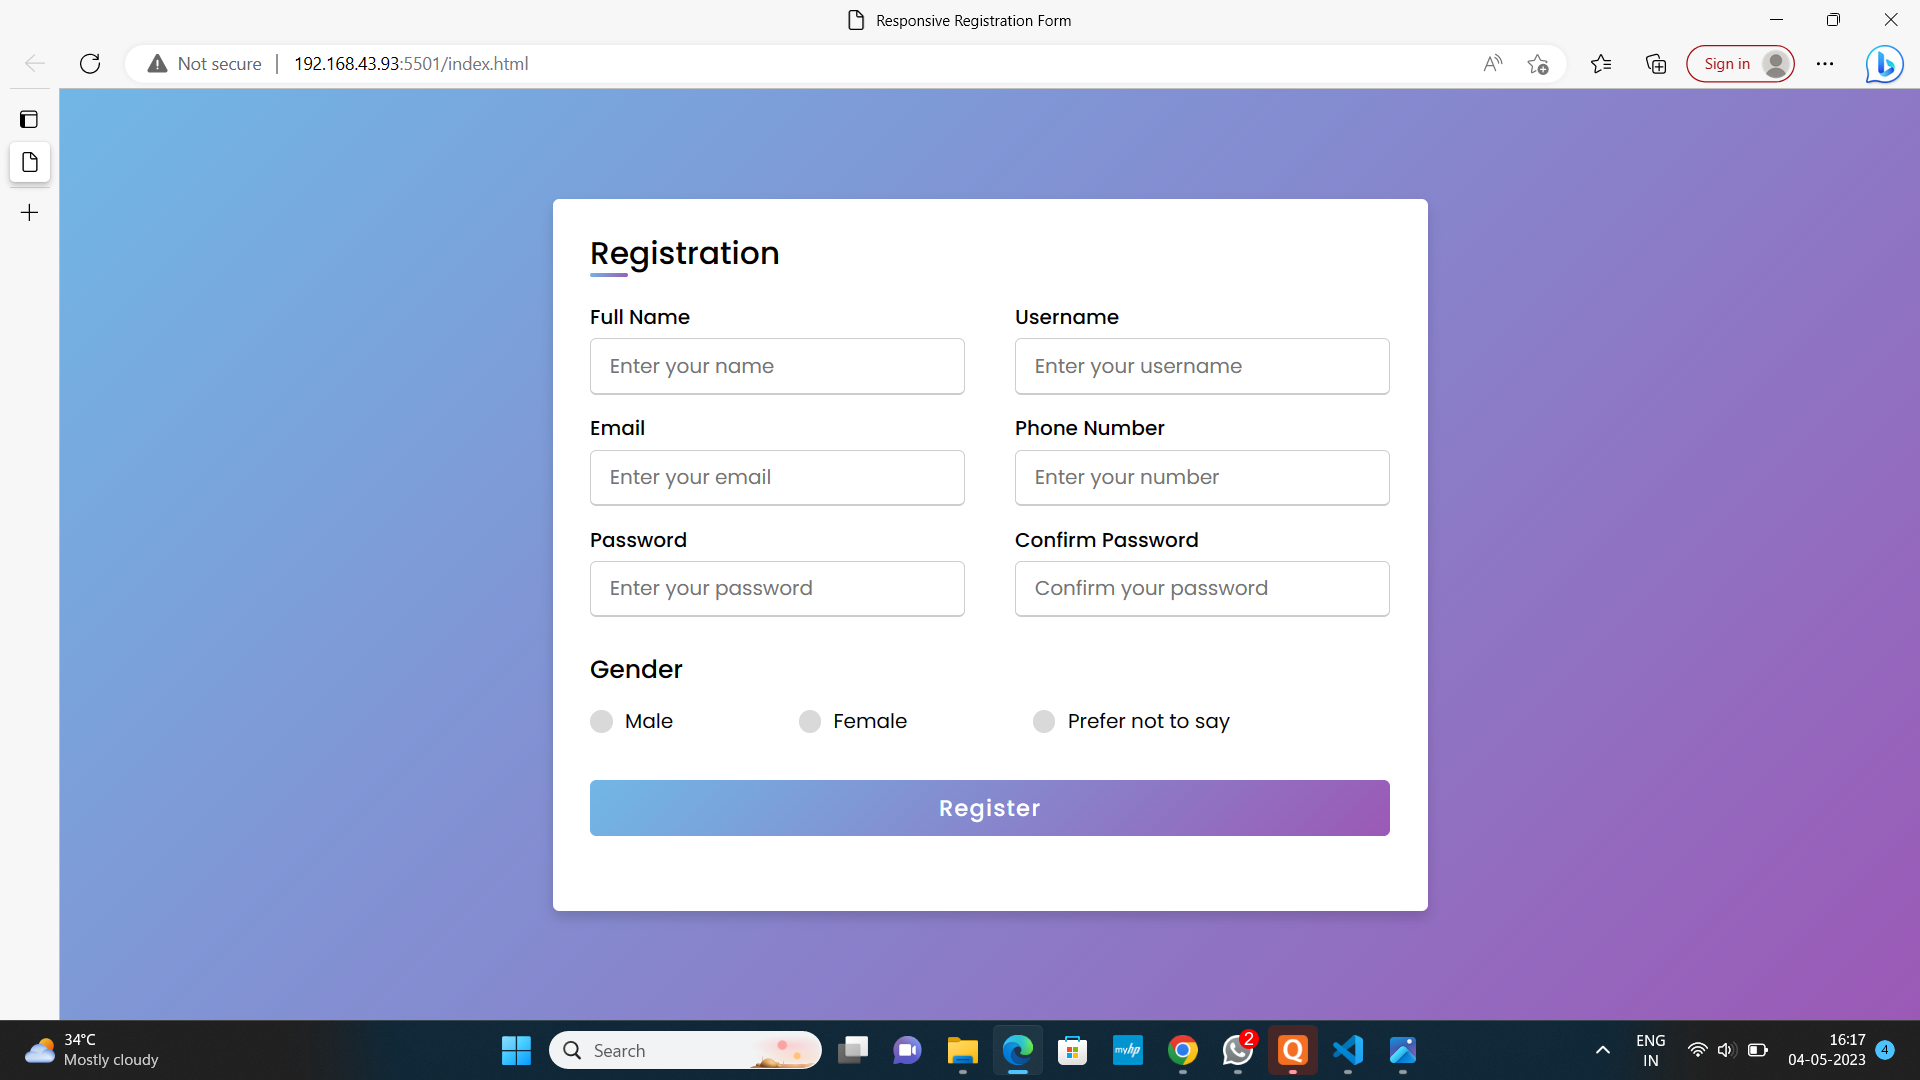 Responsive Registration Form
Not secure
192.168.43.93:5501/index.html
Sign in
Registration
Full Name
Username
Enter your name
Enter your username
Email
Phone Number
Enter your email
Enter your number
Password
Confirm Password
Enter your password
Confirm your password
Gender
Male
Female
Prefer not to say
Register
34°C
Mostly cloudy
Search
myhp
2
Q
ENG
IN
16:17
04-05-2023
4